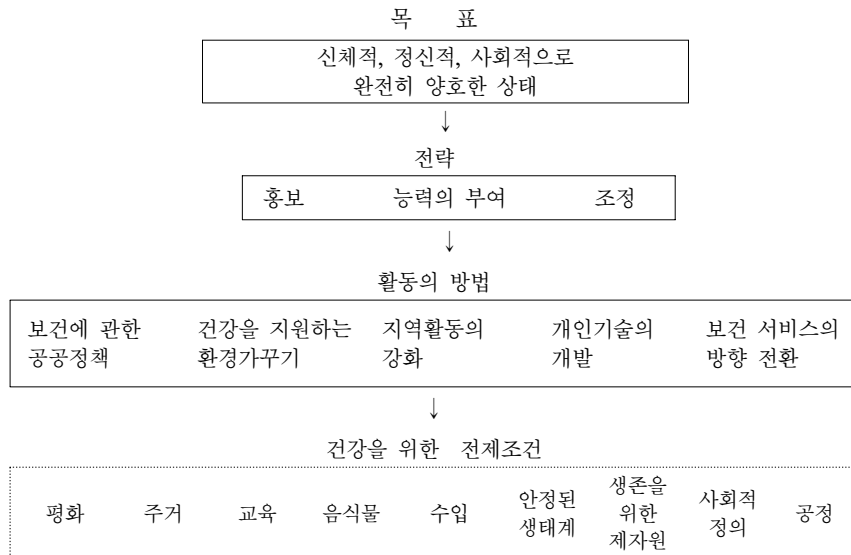 목 표
신체적, 정신적, 사회적으로
완전히 양호한 상태
↓
전략
홍보 능력의 부여 조정
↓
활동의 방법
보건에 관한 건강을 지원하는 지역활동의 개인기술의 보건 서비스의
공공정책 환경가꾸기 강화 개발 방향 전환
↓
건강을 위한 전제조건
평화 주거 교육 음식물 수입 안정된 생태계 생존을 위한 제자원 사회적 정의 공정